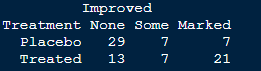 Improved
Treatment None Some Marked
Placebo 29 7 7
Treated 13 7 21